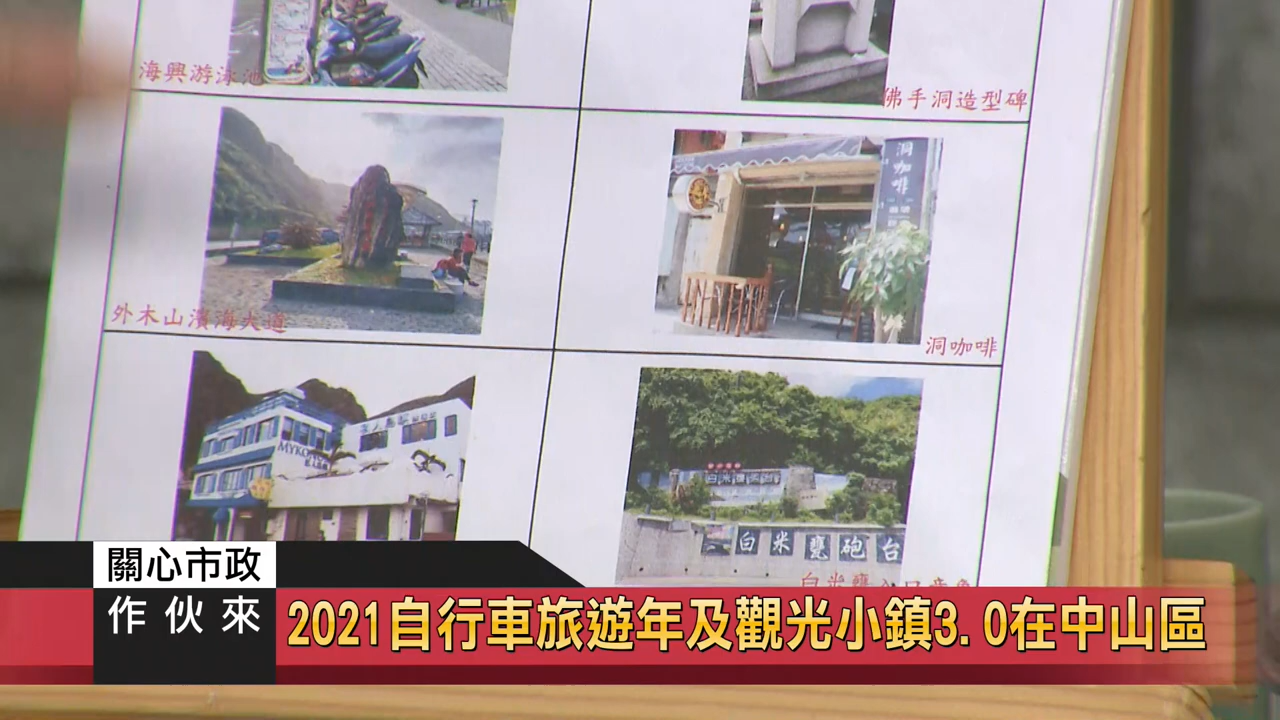 海興游泳池
佛手洞造型碑
洞咖啡
外木山濱海大道
洞咖啡
MYKONOS
白米甕砲台
關心市政
作伙來
2021自行車旅遊年及觀光小鎮3.0在中山區